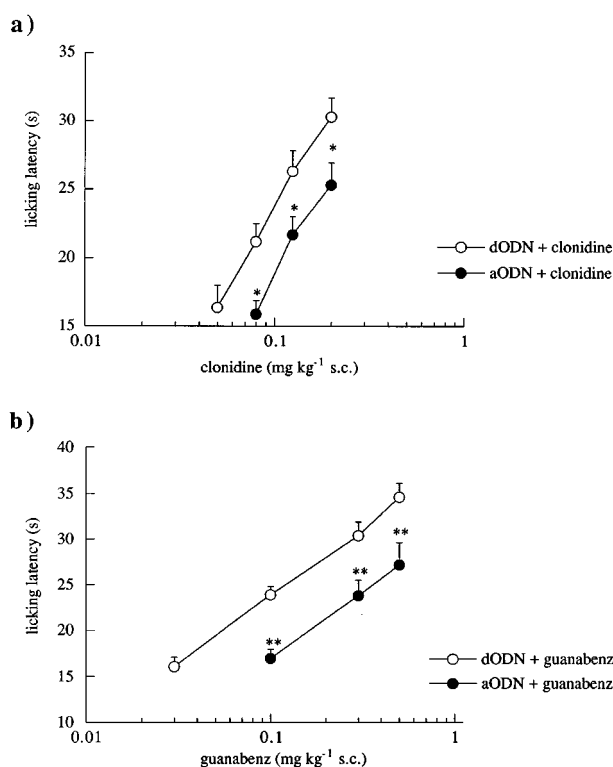 a)
35
30
25
20
15
licking latency (s)
*
*
*
dODN + clonidine
aODN + clonidine
0.01
0.1
1
clonidine (mg kg⁻¹ s.c.)
b)
40
35
30
25
20
15
10
licking latency (s)
**
**
**
dODN + guanabenz
aODN + guanabenz
0.01
0.1
1
guanabenz (mg kg⁻¹ s.c.)